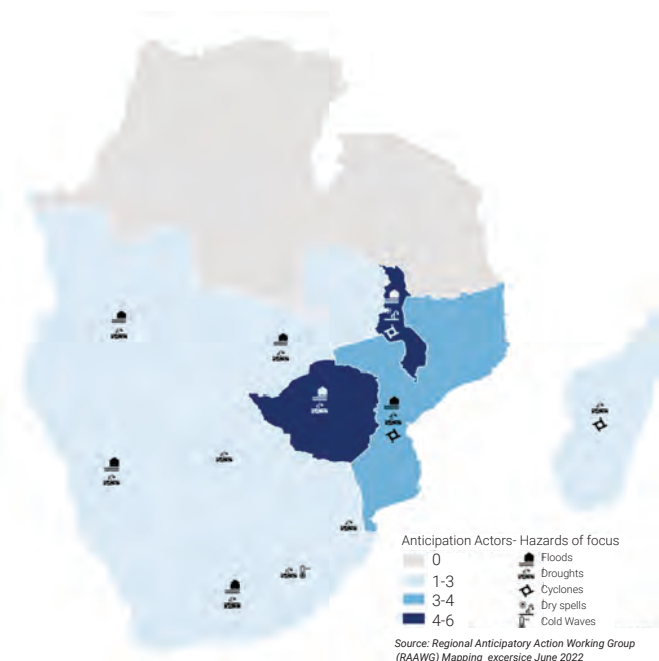 Anticipation Actors- Hazards of focus
0
1-3
3-4
4-6
Floods
Droughts
Cyclones
Dry spells
Cold Waves
Source: Regional Anticipatory Action Working Group
(RAAWG) Mapping excersice June 2022